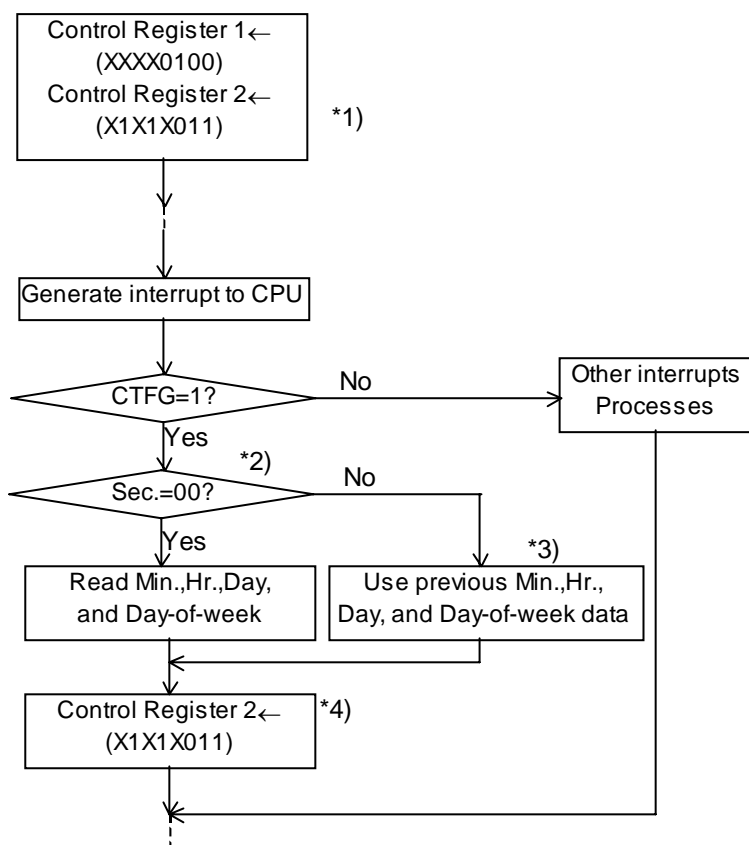 Control Register 1←
(XXXX0100)
Control Register 2←
(X1X1X011)
*1)
Generate interrupt to CPU
CTFG=1?
No
Other interrupts
Processes
Yes
*2)
Sec.=00?
No
Yes
*3)
Read Min.,Hr.,Day,
and Day-of-week
Use previous Min.,Hr.,
Day, and Day-of-week data
Control Register 2←
(X1X1X011)
*4)